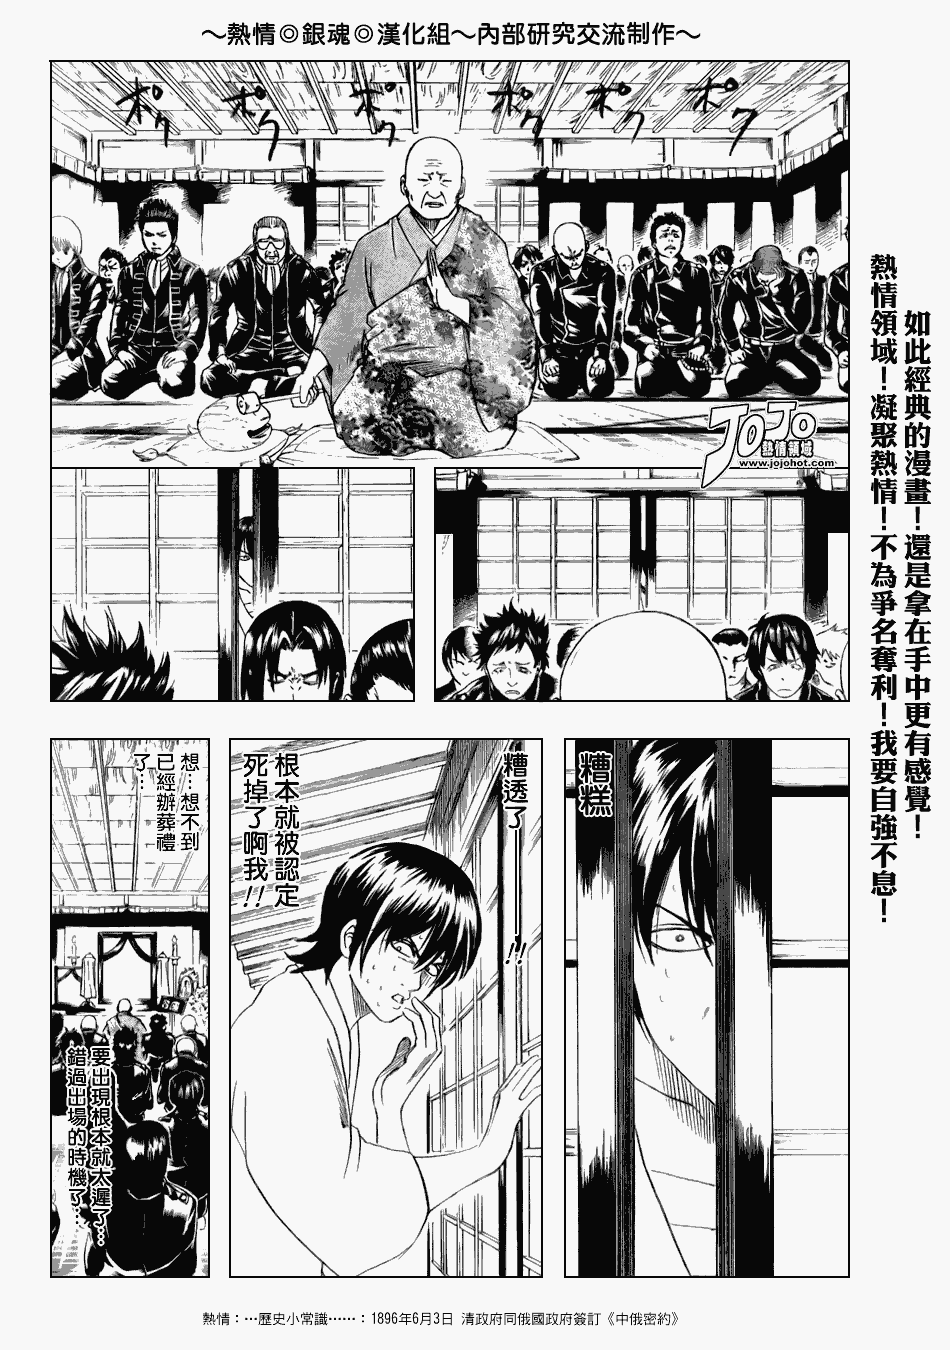 ～熱情◎銀魂◎漢化組～內部研究交流制作～
ポク
ポク
ポク
ポク
ポク
ポク
JOJO
熱情領域
www.jojohot.com
如此經典的漫畫！還是拿在手中更有感覺！
熱情領域！凝聚熱情！不為爭名奪利！我要自強不息！
糟糕
糟透了——!!
根本就被認定
死掉了啊我!!
想…想不到
已經辦葬禮
了…
要出現根本就太遲了…
錯過出場的時機了…
熱情：…歷史小常識……：1896年6月3日 清政府同俄國政府簽訂《中俄密約》